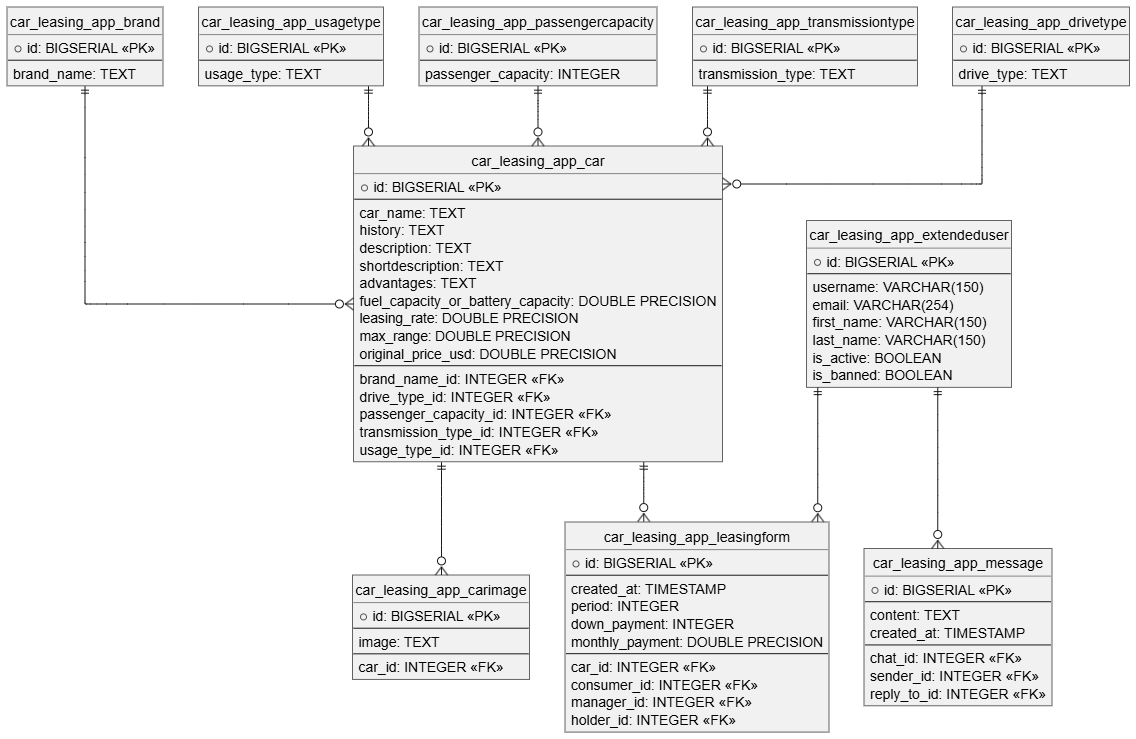 car_leasing_app_brand
id: BIGSERIAL «PK»
brand_name: TEXT
car_leasing_app_usagetype
id: BIGSERIAL «PK»
usage_type: TEXT
car_leasing_app_passengercapacity
id: BIGSERIAL «PK»
passenger_capacity: INTEGER
car_leasing_app_transmissiontype
id: BIGSERIAL «PK»
transmission_type: TEXT
car_leasing_app_drivetype
id: BIGSERIAL «PK»
drive_type: TEXT
car_leasing_app_car
id: BIGSERIAL «PK»
car_name: TEXT
history: TEXT
description: TEXT
shortdescription: TEXT
advantages: TEXT
fuel_capacity_or_battery_capacity: DOUBLE PRECISION
leasing_rate: DOUBLE PRECISION
max_range: DOUBLE PRECISION
original_price_usd: DOUBLE PRECISION
brand_name_id: INTEGER «FK»
drive_type_id: INTEGER «FK»
passenger_capacity_id: INTEGER «FK»
transmission_type_id: INTEGER «FK»
usage_type_id: INTEGER «FK»
car_leasing_app_extendeduser
id: BIGSERIAL «PK»
username: VARCHAR(150)
email: VARCHAR(254)
first_name: VARCHAR(150)
last_name: VARCHAR(150)
is_active: BOOLEAN
is_banned: BOOLEAN
car_leasing_app_carimage
id: BIGSERIAL «PK»
image: TEXT
car_id: INTEGER «FK»
car_leasing_app_leasingform
id: BIGSERIAL «PK»
created_at: TIMESTAMP
period: INTEGER
down_payment: INTEGER
monthly_payment: DOUBLE PRECISION
car_id: INTEGER «FK»
consumer_id: INTEGER «FK»
manager_id: INTEGER «FK»
holder_id: INTEGER «FK»
car_leasing_app_message
id: BIGSERIAL «PK»
content: TEXT
created_at: TIMESTAMP
chat_id: INTEGER «FK»
sender_id: INTEGER «FK»
reply_to_id: INTEGER «FK»